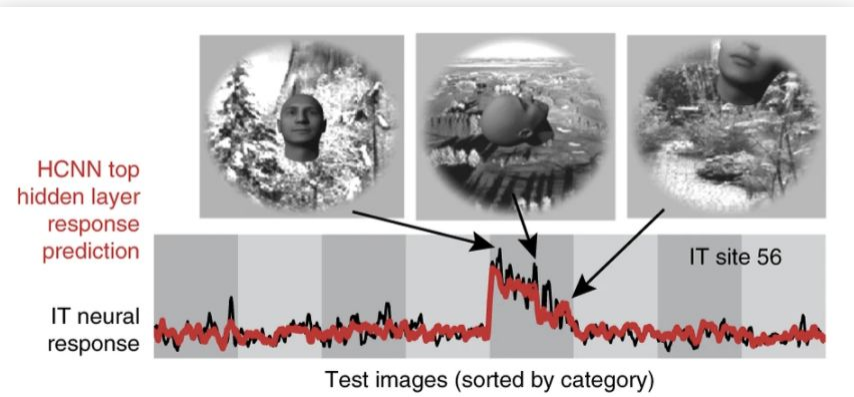 HCNN top
hidden layer
response
prediction
IT site 56
IT neural
response
Test images (sorted by category)